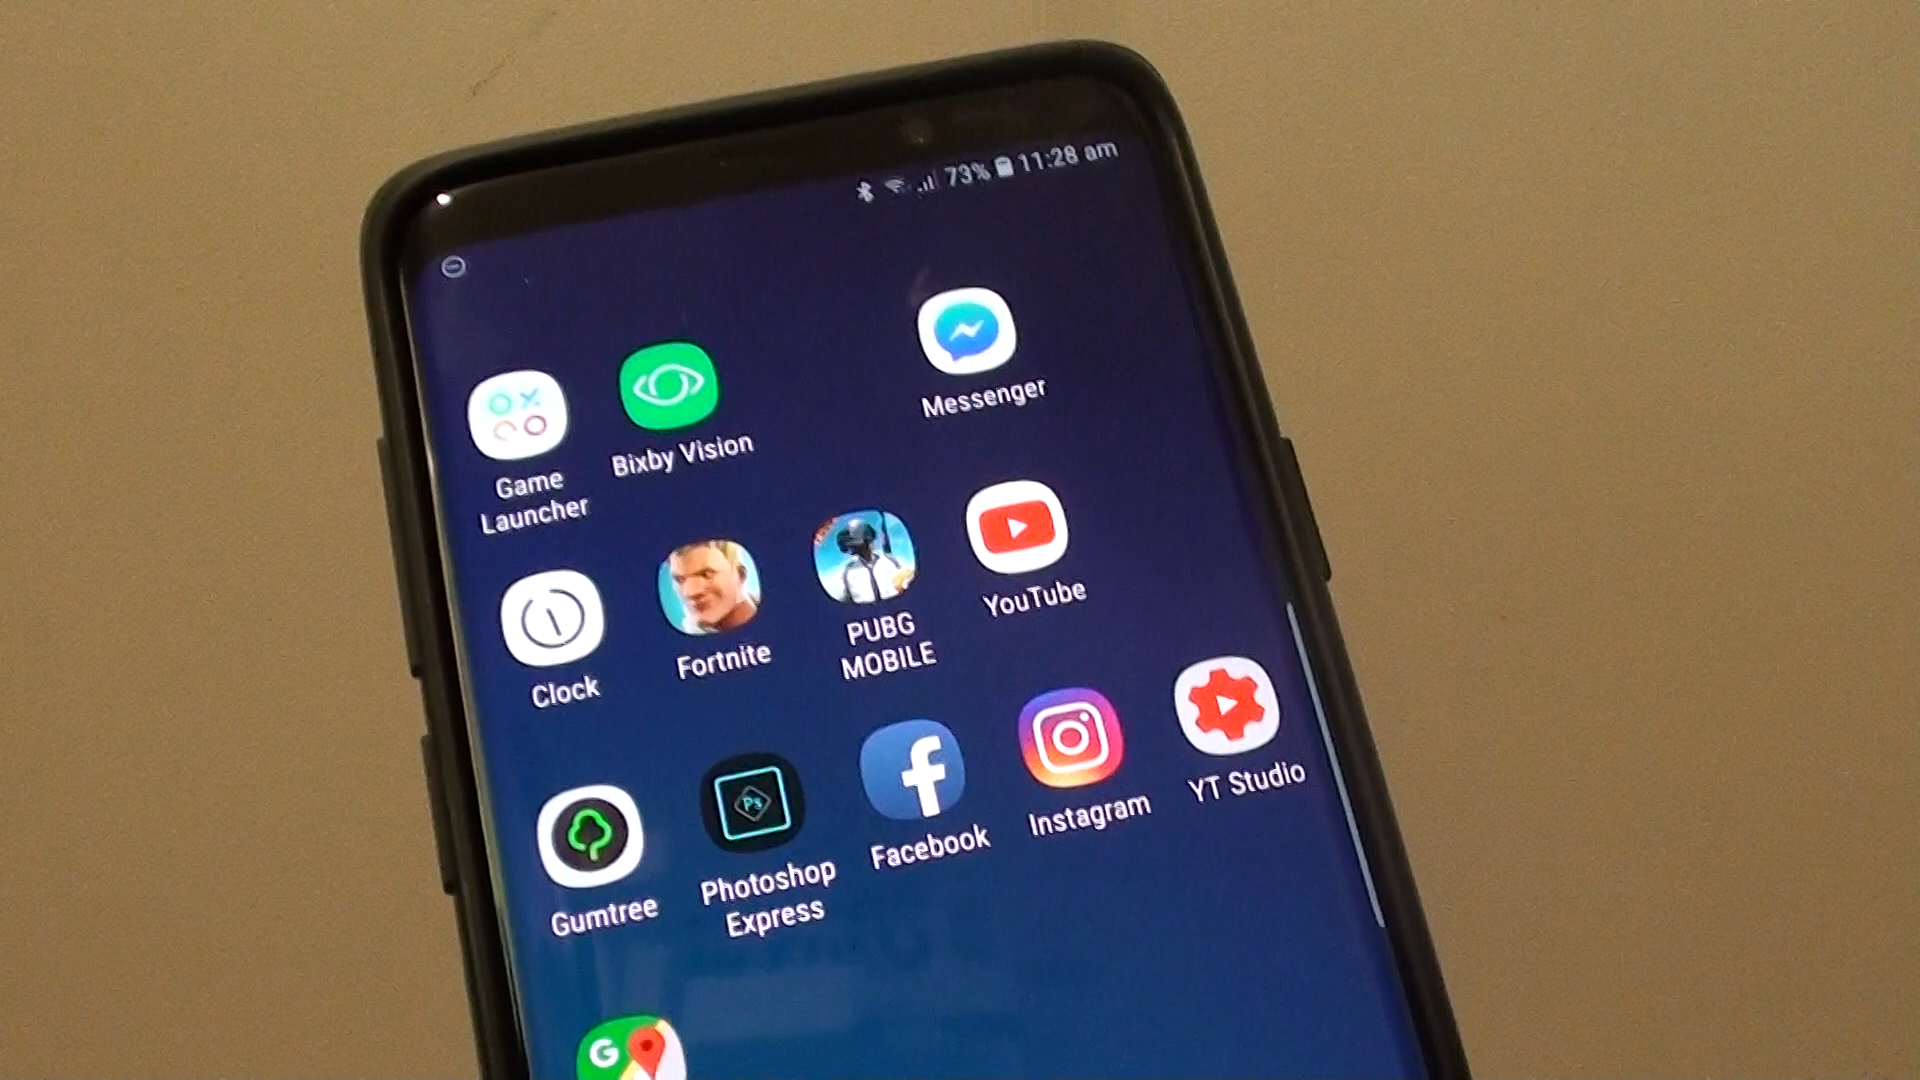 73% 11:28 am
Messenger
Bixby Vision
Game
Launcher
YouTube
PUBG
MOBILE
Fortnite
Clock
YT Studio
Instagram
Facebook
Ps
Photoshop
Express
Gumtree
G